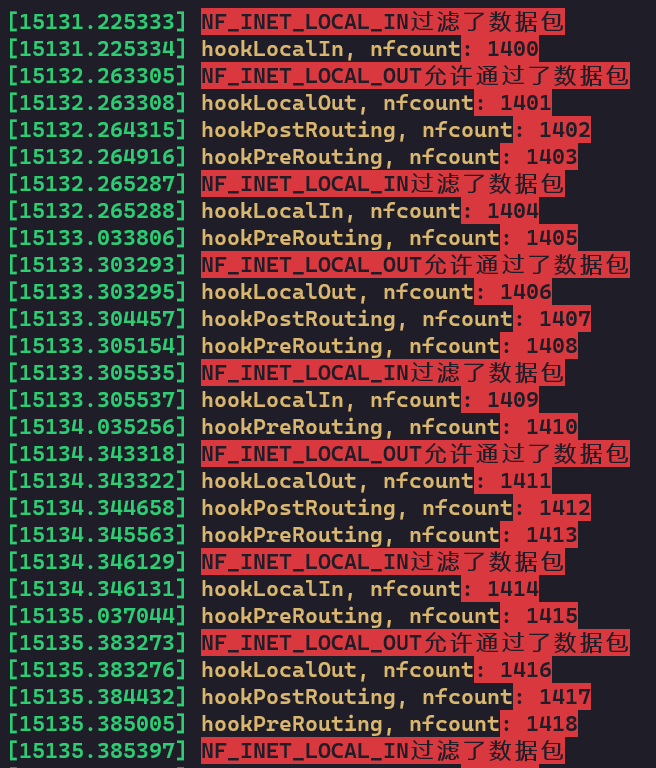 [15131.225333] NF_INET_LOCAL_IN过滤了数据包
[15131.225334] hookLocalIn, nfcount: 1400
[15132.263305] NF_INET_LOCAL_OUT允许通过了数据包
[15132.263308] hookLocalOut, nfcount: 1401
[15132.264315] hookPostRouting, nfcount: 1402
[15132.264916] hookPreRouting, nfcount: 1403
[15132.265287] NF_INET_LOCAL_IN过滤了数据包
[15132.265288] hookLocalIn, nfcount: 1404
[15133.033806] hookPreRouting, nfcount: 1405
[15133.303293] NF_INET_LOCAL_OUT允许通过了数据包
[15133.303295] hookLocalOut, nfcount: 1406
[15133.304457] hookPostRouting, nfcount: 1407
[15133.305154] hookPreRouting, nfcount: 1408
[15133.305535] NF_INET_LOCAL_IN过滤了数据包
[15133.305537] hookLocalIn, nfcount: 1409
[15134.035256] hookPreRouting, nfcount: 1410
[15134.343318] NF_INET_LOCAL_OUT允许通过了数据包
[15134.343322] hookLocalOut, nfcount: 1411
[15134.344658] hookPostRouting, nfcount: 1412
[15134.345563] hookPreRouting, nfcount: 1413
[15134.346129] NF_INET_LOCAL_IN过滤了数据包
[15134.346131] hookLocalIn, nfcount: 1414
[15135.037044] hookPreRouting, nfcount: 1415
[15135.383273] NF_INET_LOCAL_OUT允许通过了数据包
[15135.383276] hookLocalOut, nfcount: 1416
[15135.384432] hookPostRouting, nfcount: 1417
[15135.385005] hookPreRouting, nfcount: 1418
[15135.385397] NF_INET_LOCAL_IN过滤了数据包